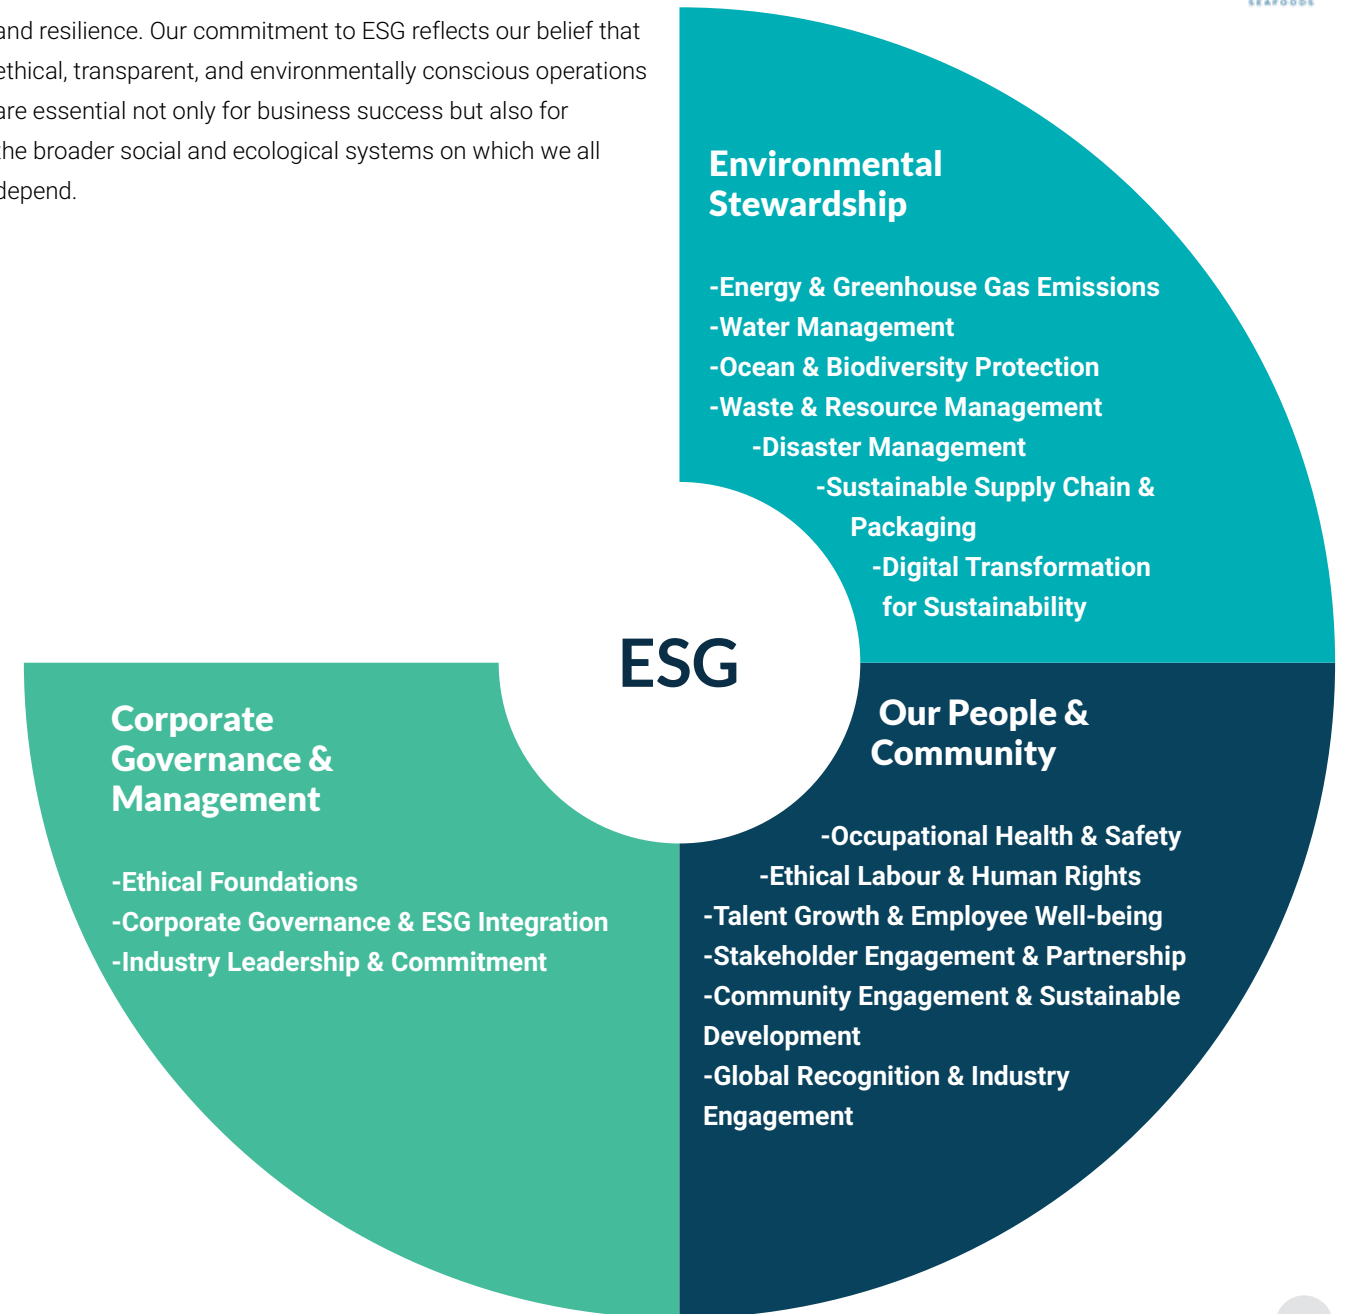 SEAFOODS
and resilience. Our commitment to ESG reflects our belief that
ethical, transparent, and environmentally conscious operations
are essential not only for business success but also for
the broader social and ecological systems on which we all
depend.
Environmental
Stewardship
-Energy & Greenhouse Gas Emissions
-Water Management
-Ocean & Biodiversity Protection
-Waste & Resource Management
-Disaster Management
-Sustainable Supply Chain &
Packaging
-Digital Transformation
for Sustainability
ESG
Our People &
Community
-Occupational Health & Safety
-Ethical Labour & Human Rights
-Talent Growth & Employee Well-being
-Stakeholder Engagement & Partnership
-Community Engagement & Sustainable
Development
-Global Recognition & Industry
Engagement
Corporate
Governance &
Management
-Ethical Foundations
-Corporate Governance & ESG Integration
-Industry Leadership & Commitment